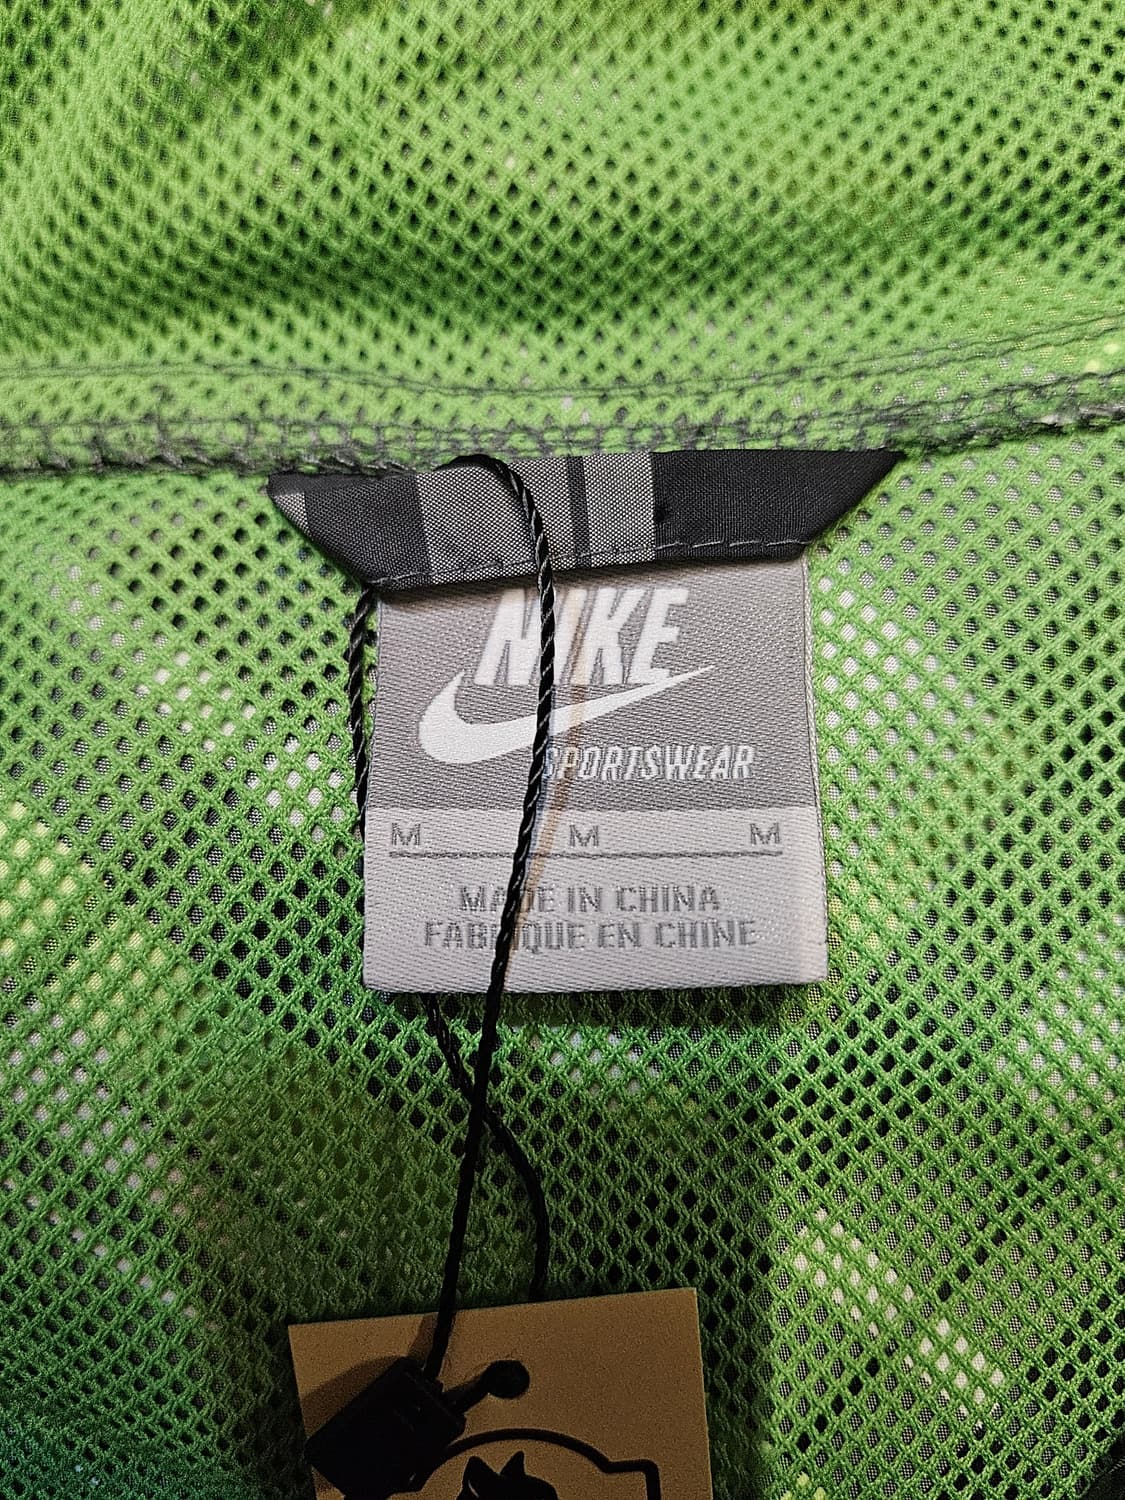 NIKE
SPORTSWEAR
M M M
MADE IN CHINA
FABRIQUE EN CHINE